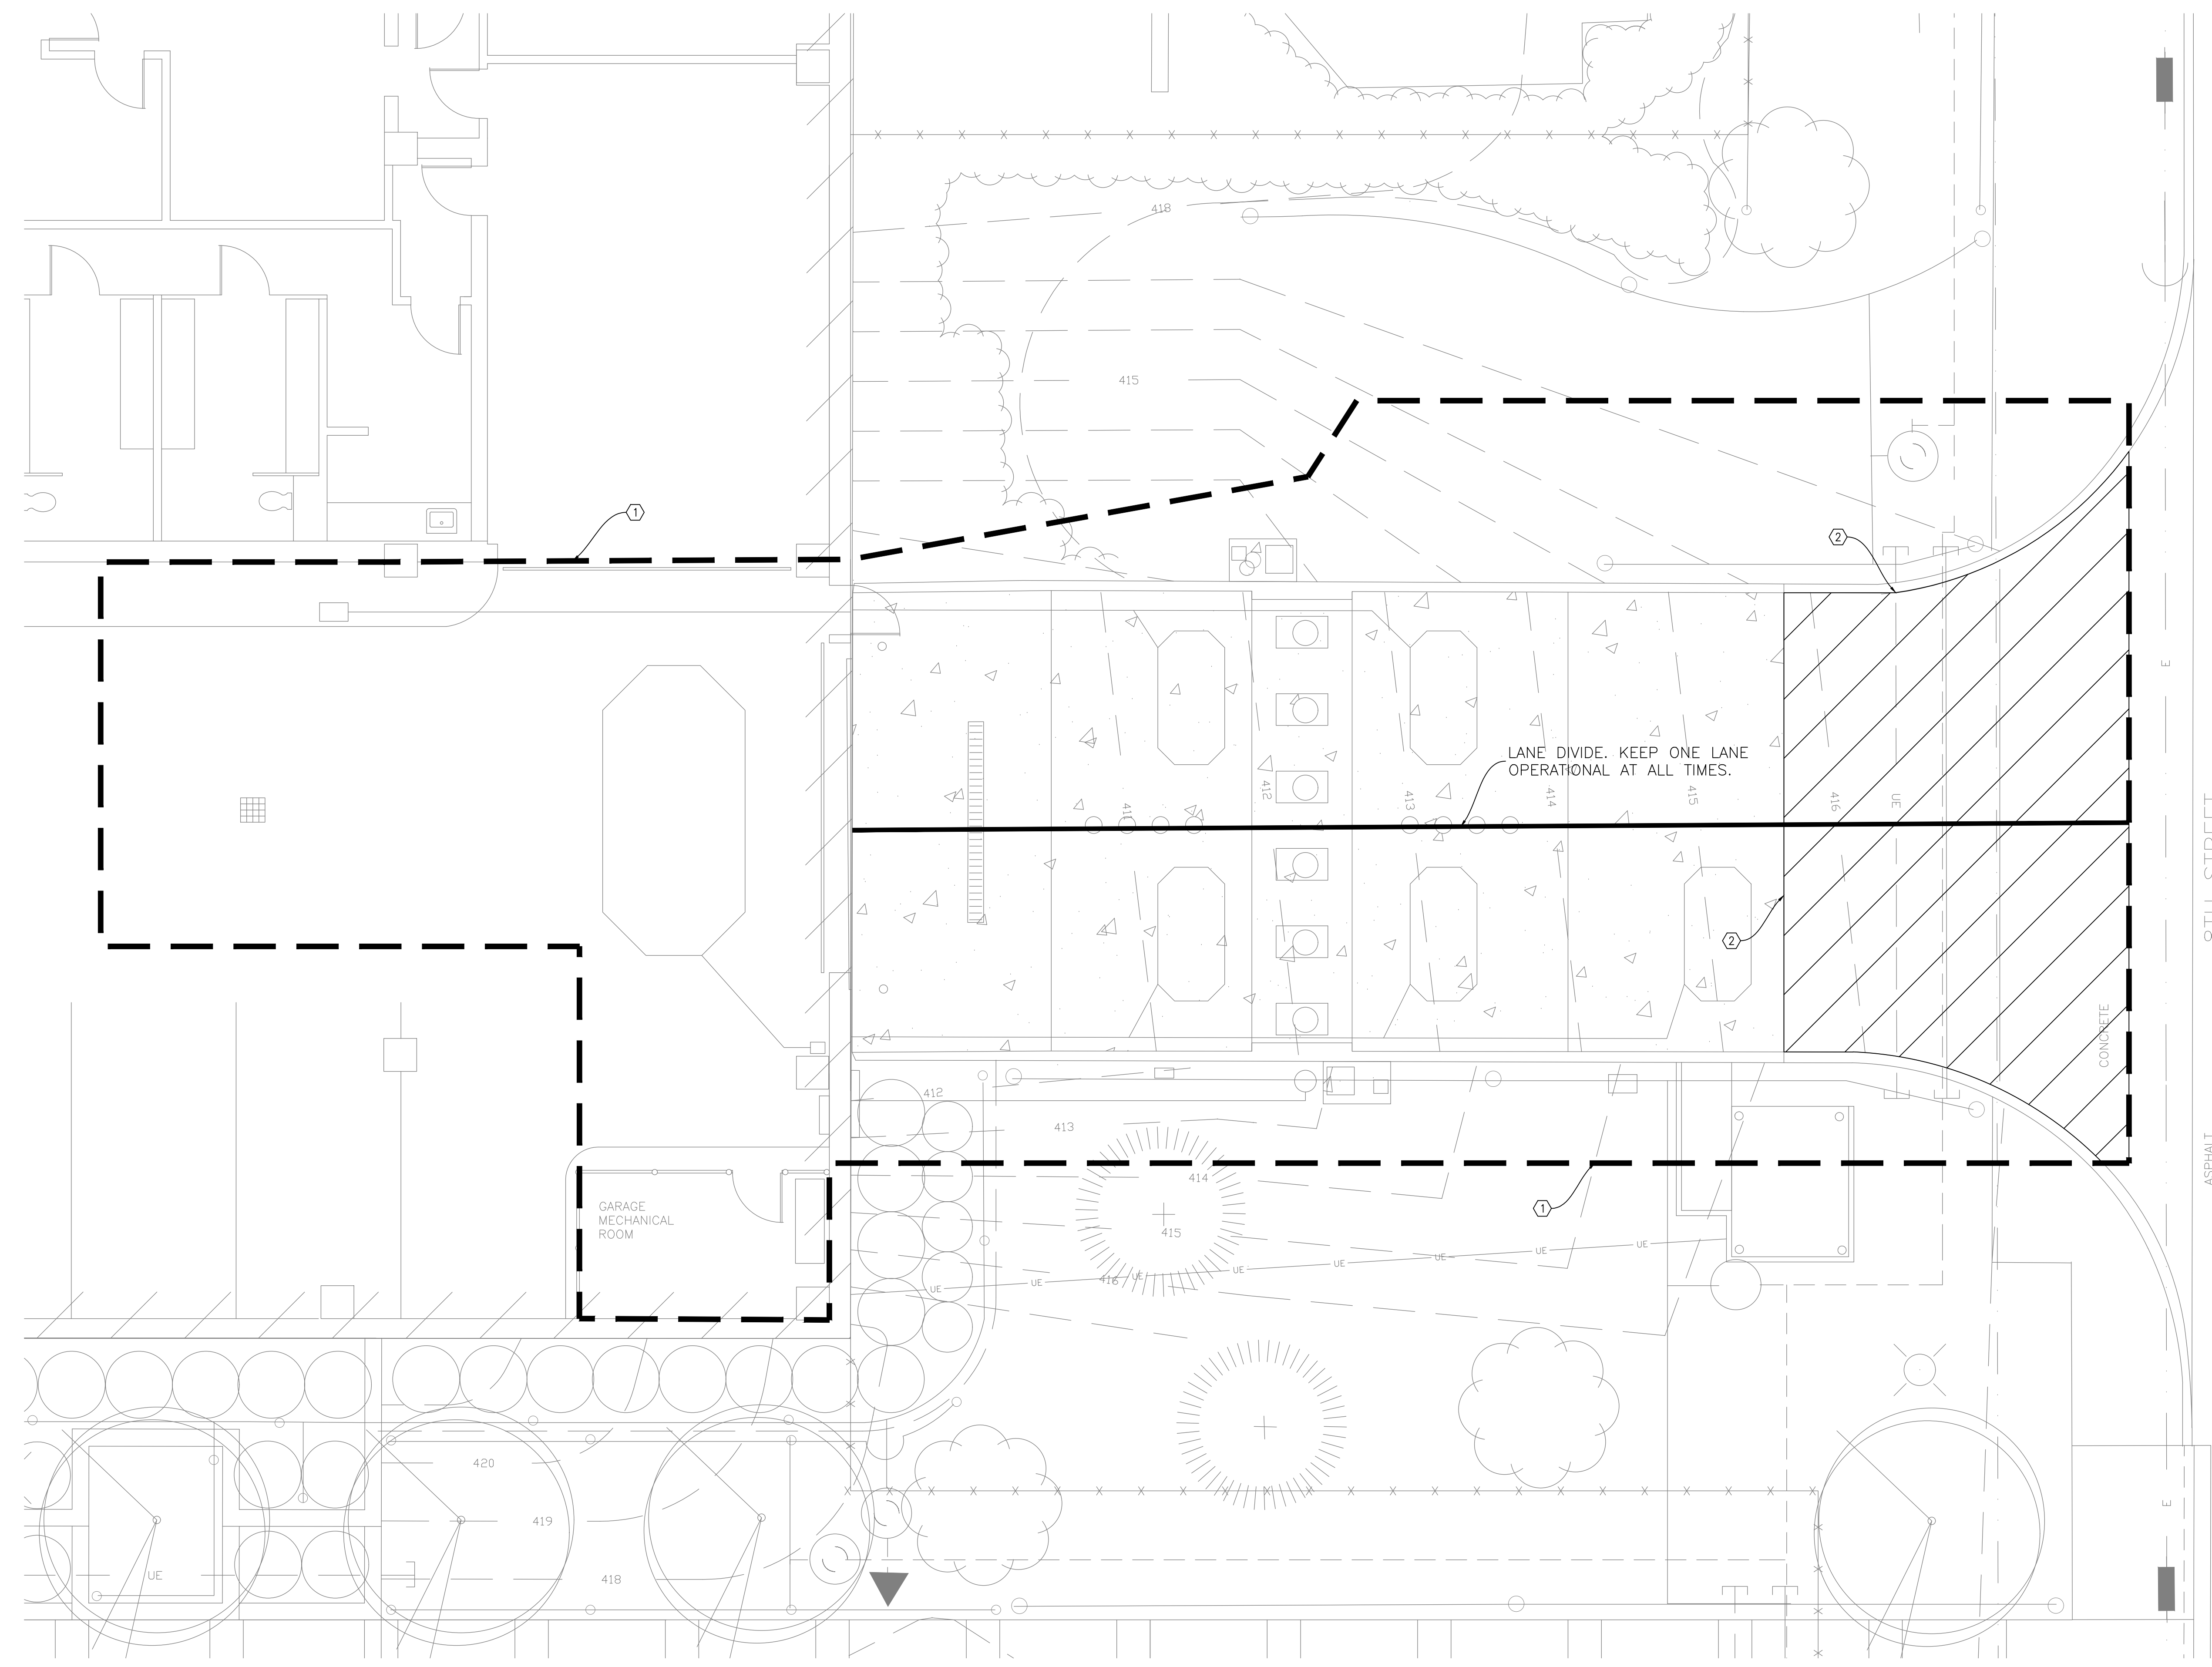 418
415
1
2
E
LANE DIVIDE. KEEP ONE LANE
OPERATIONAL AT ALL TIMES.
411
412
413
414
415
416
UE
2
CONCRETE
ASPHALT
412
413
414
1
GARAGE
MECHANICAL
ROOM
415
416
UE
UE
UE
UE
UE
UE
UE
UE
420
419
418
UE
E